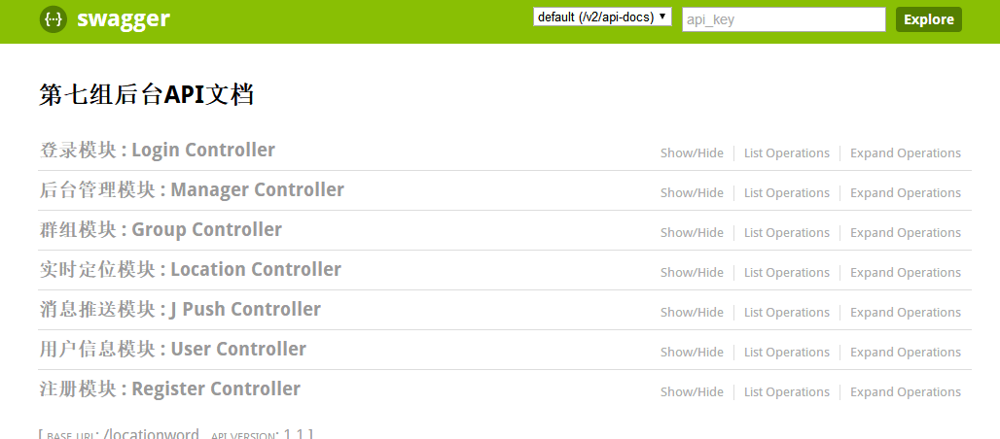 {··} swagger default (/v2/api-docs) ▼ api_key Explore
第七组后台API文档
登录模块 : Login Controller Show/Hide List Operations Expand Operations
后台管理模块 : Manager Controller Show/Hide List Operations Expand Operations
群组模块 : Group Controller Show/Hide List Operations Expand Operations
实时定位模块 : Location Controller Show/Hide List Operations Expand Operations
消息推送模块 : J Push Controller Show/Hide List Operations Expand Operations
用户信息模块 : User Controller Show/Hide List Operations Expand Operations
注册模块 : Register Controller Show/Hide List Operations Expand Operations
[ BASE URL: /locationword , API VERSION: 1.1 ]